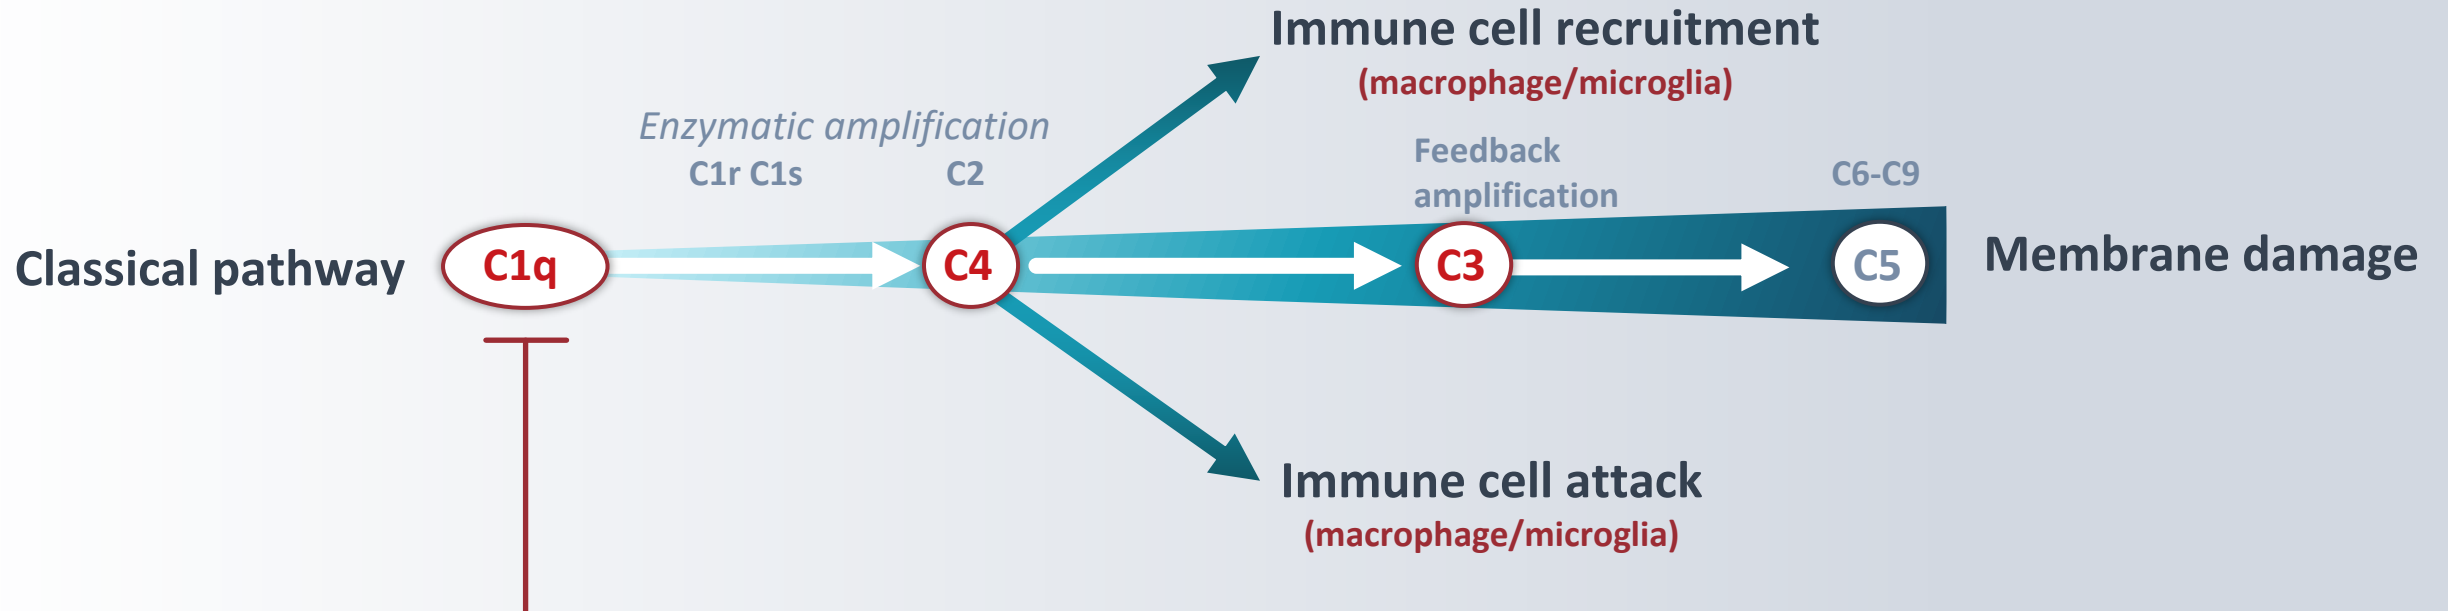 Immune cell recruitment
(macrophage/microglia)
Enzymatic amplification
C1r C1s
C2
Feedback
amplification
C6-C9
Classical pathway
C1q
C4
C3
C5
Membrane damage
Immune cell attack
(macrophage/microglia)